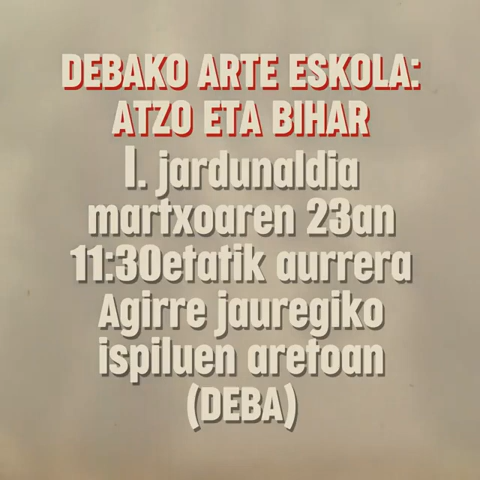 DEBAKO ARTE ESKOLA:
ATZO ETA BIHAR
I. jardunaldia
martxoaren 23an
11:30etatik aurrera
Agirre jauregiko
ispiluen aretoan
(DEBA)